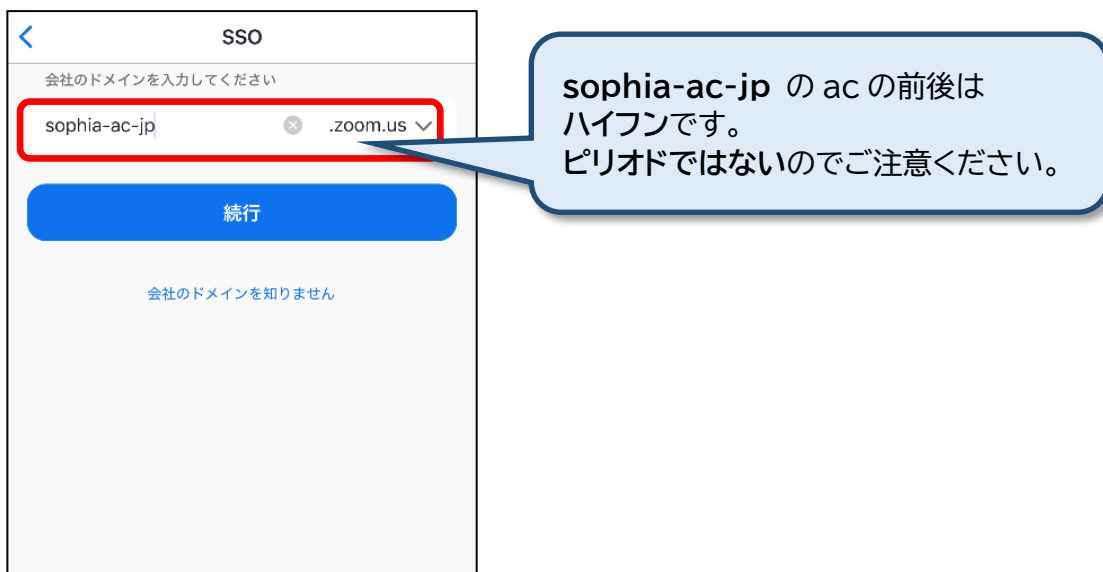 SSO
会社のドメインを入力してください
sophia-ac-jp .zoom.us
続行
会社のドメインを知りません
sophia-ac-jp の ac の前後は
ハイフンです。
ピリオドではないのでご注意ください。